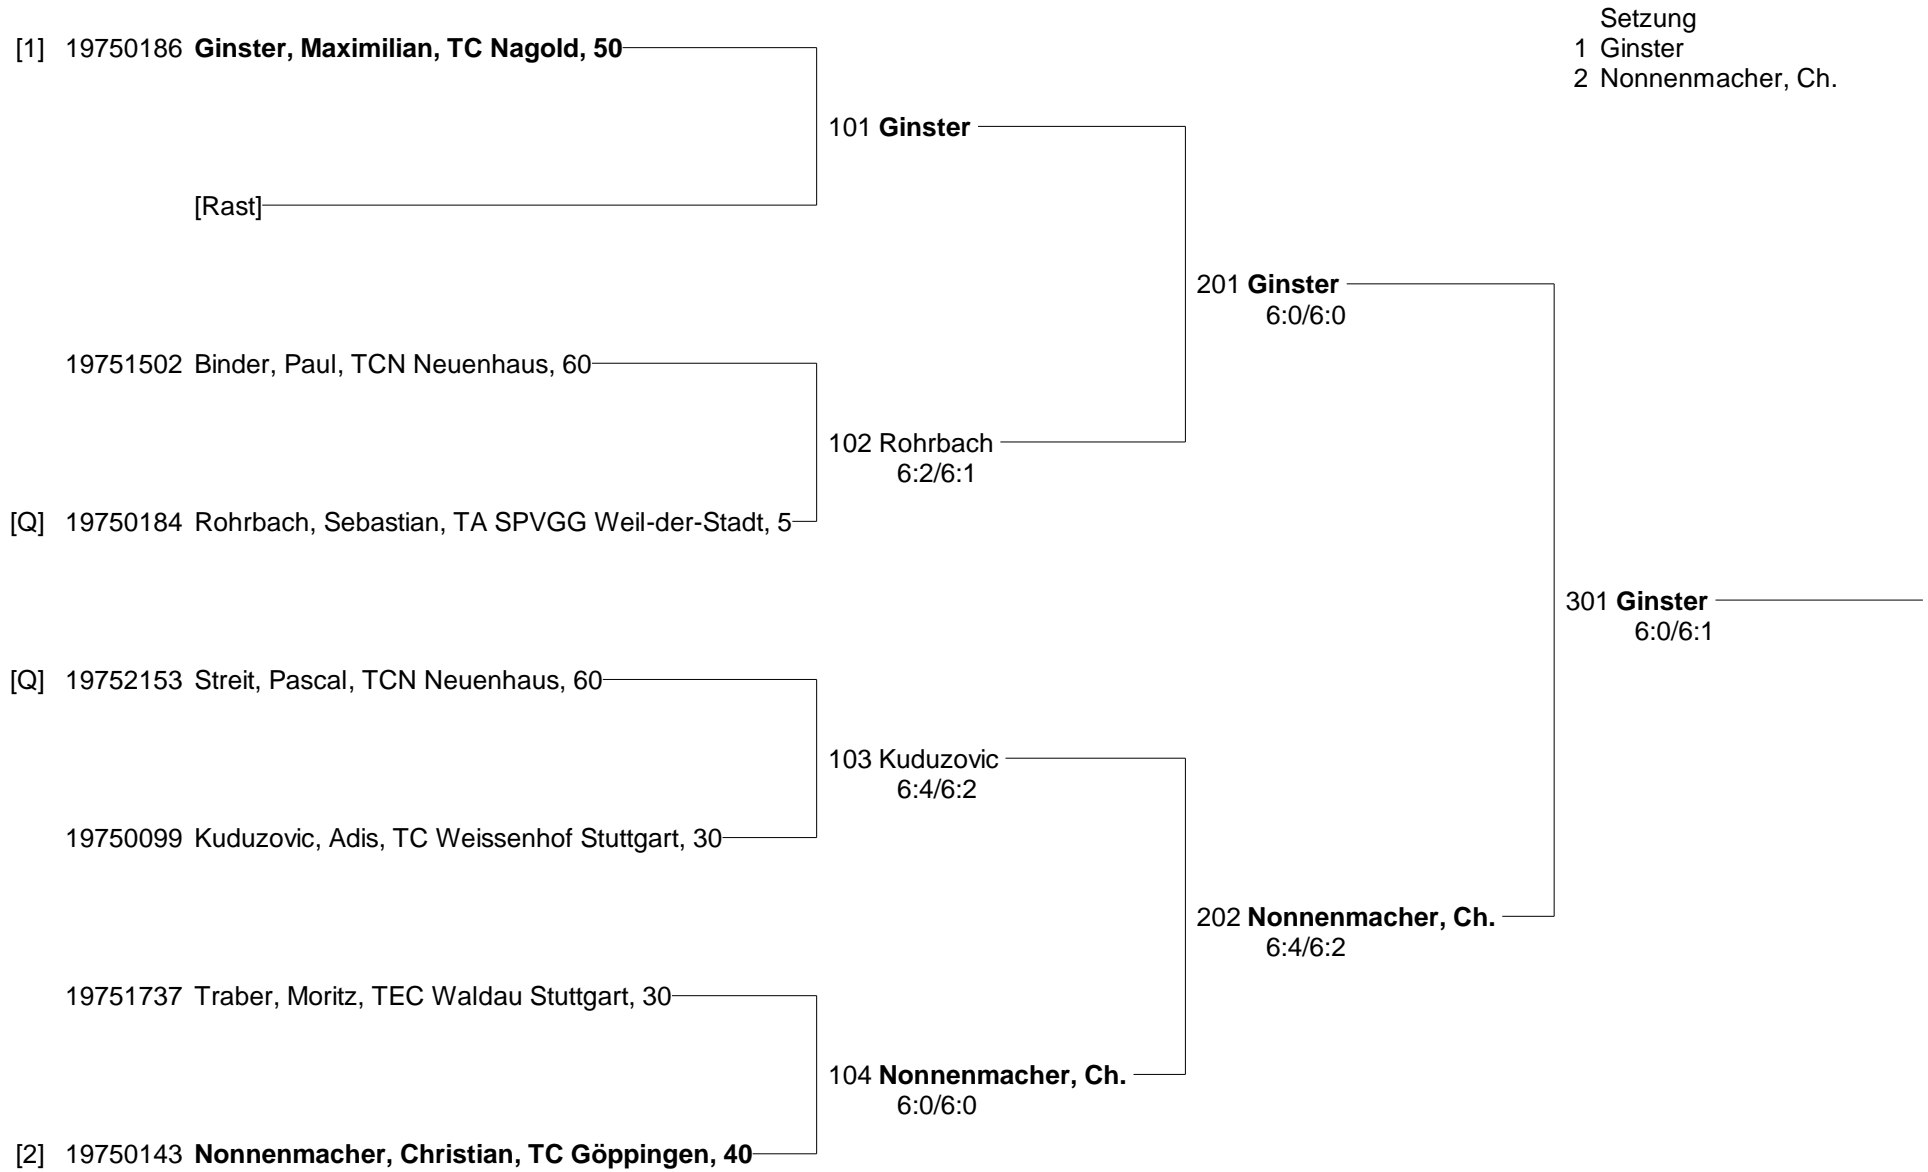 Setzung
1 Ginster
2 Nonnenmacher, Ch.
[1] 19750186 Ginster, Maximilian, TC Nagold, 50
101 Ginster
[Rast]
201 Ginster
6:0/6:0
19751502 Binder, Paul, TCN Neuenhaus, 60
102 Rohrbach
6:2/6:1
[Q] 19750184 Rohrbach, Sebastian, TA SPVGG Weil-der-Stadt, 5
301 Ginster
6:0/6:1
[Q] 19752153 Streit, Pascal, TCN Neuenhaus, 60
103 Kuduzovic
6:4/6:2
19750099 Kuduzovic, Adis, TC Weissenhof Stuttgart, 30
202 Nonnenmacher, Ch.
6:4/6:2
19751737 Traber, Moritz, TEC Waldau Stuttgart, 30
104 Nonnenmacher, Ch.
6:0/6:0
[2] 19750143 Nonnenmacher, Christian, TC Göppingen, 40